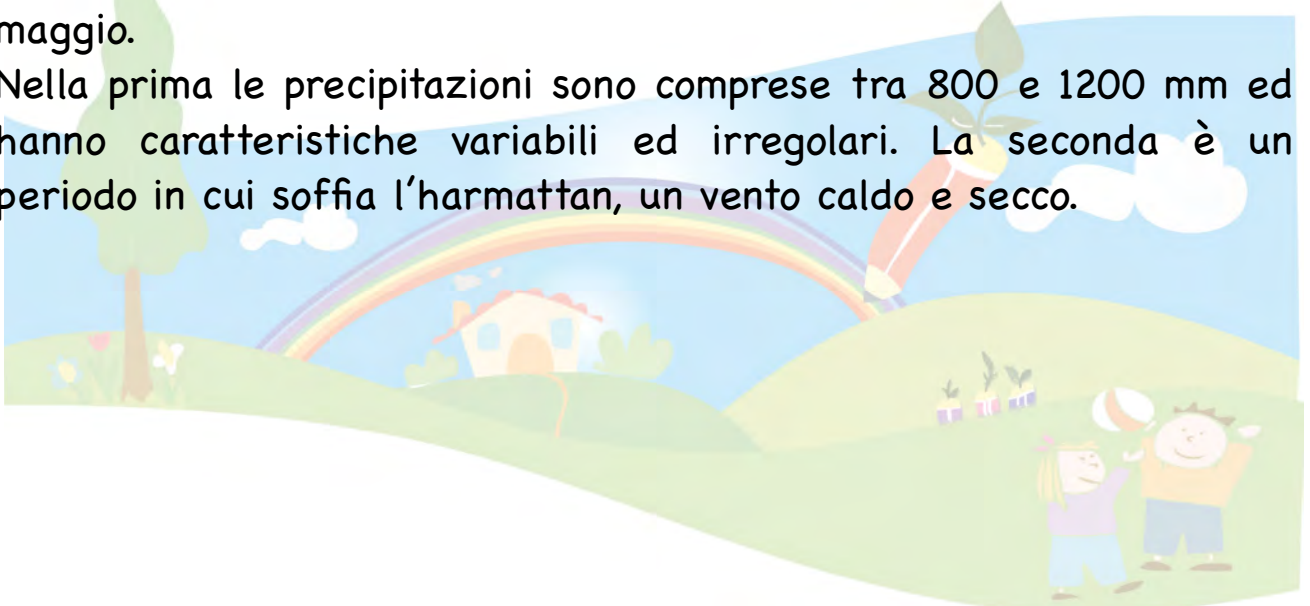 maggio.
Nella prima le precipitazioni sono comprese tra 800 e 1200 mm ed
hanno caratteristiche variabili ed irregolari. La seconda è un
periodo in cui soffia l’harmattan, un vento caldo e secco.